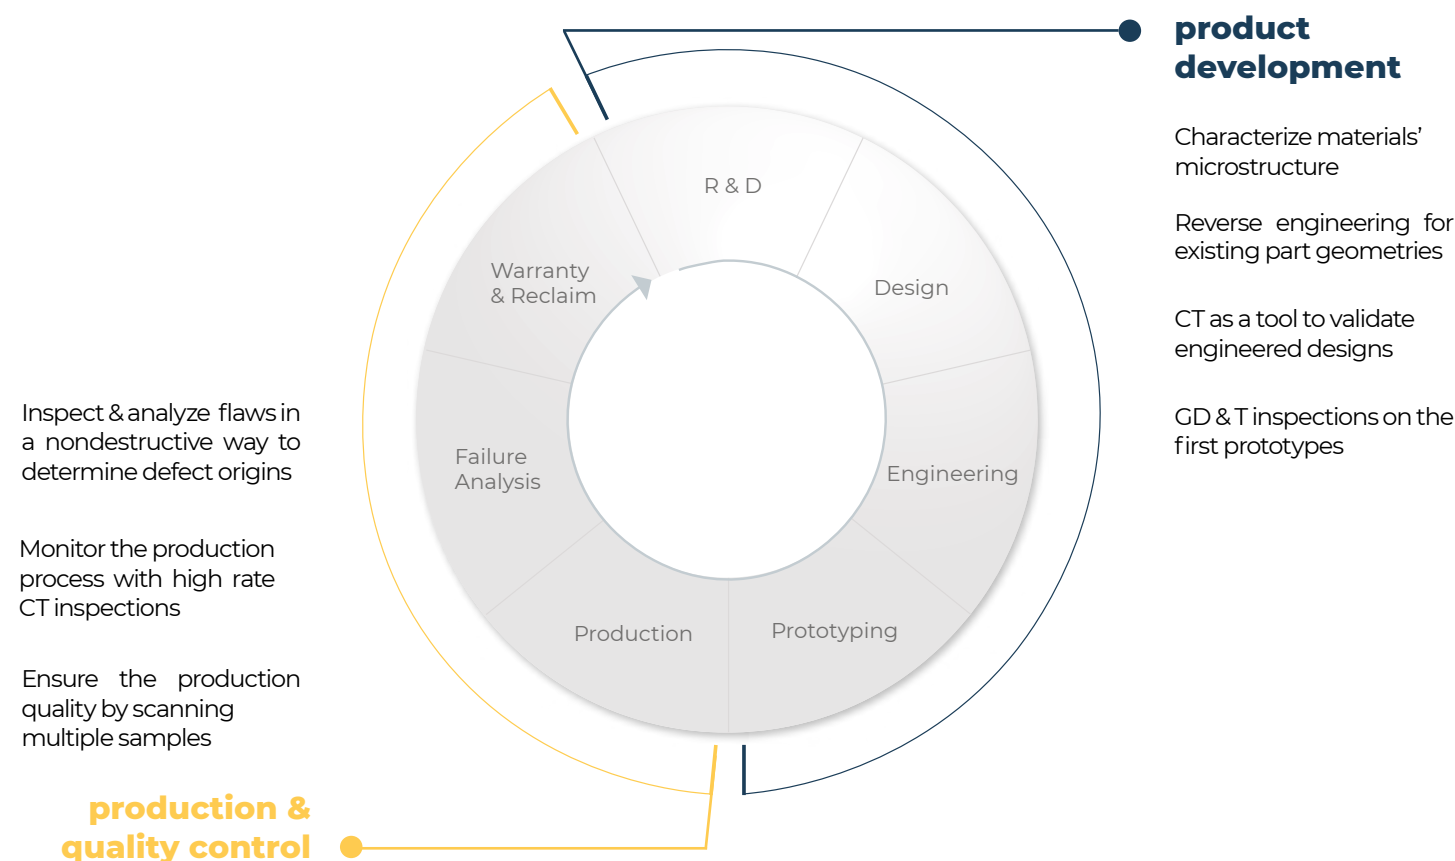 product
development
Characterize materials’
microstructure
Reverse engineering for
existing part geometries
CT as a tool to validate
engineered designs
GD & T inspections on the
first prototypes
R & D
Design
Engineering
Prototyping
Production
Failure
Analysis
Warranty
& Reclaim
Inspect & analyze flaws in
a nondestructive way to
determine defect origins
Monitor the production
process with high rate
CT inspections
Ensure the production
quality by scanning
multiple samples
production &
quality control